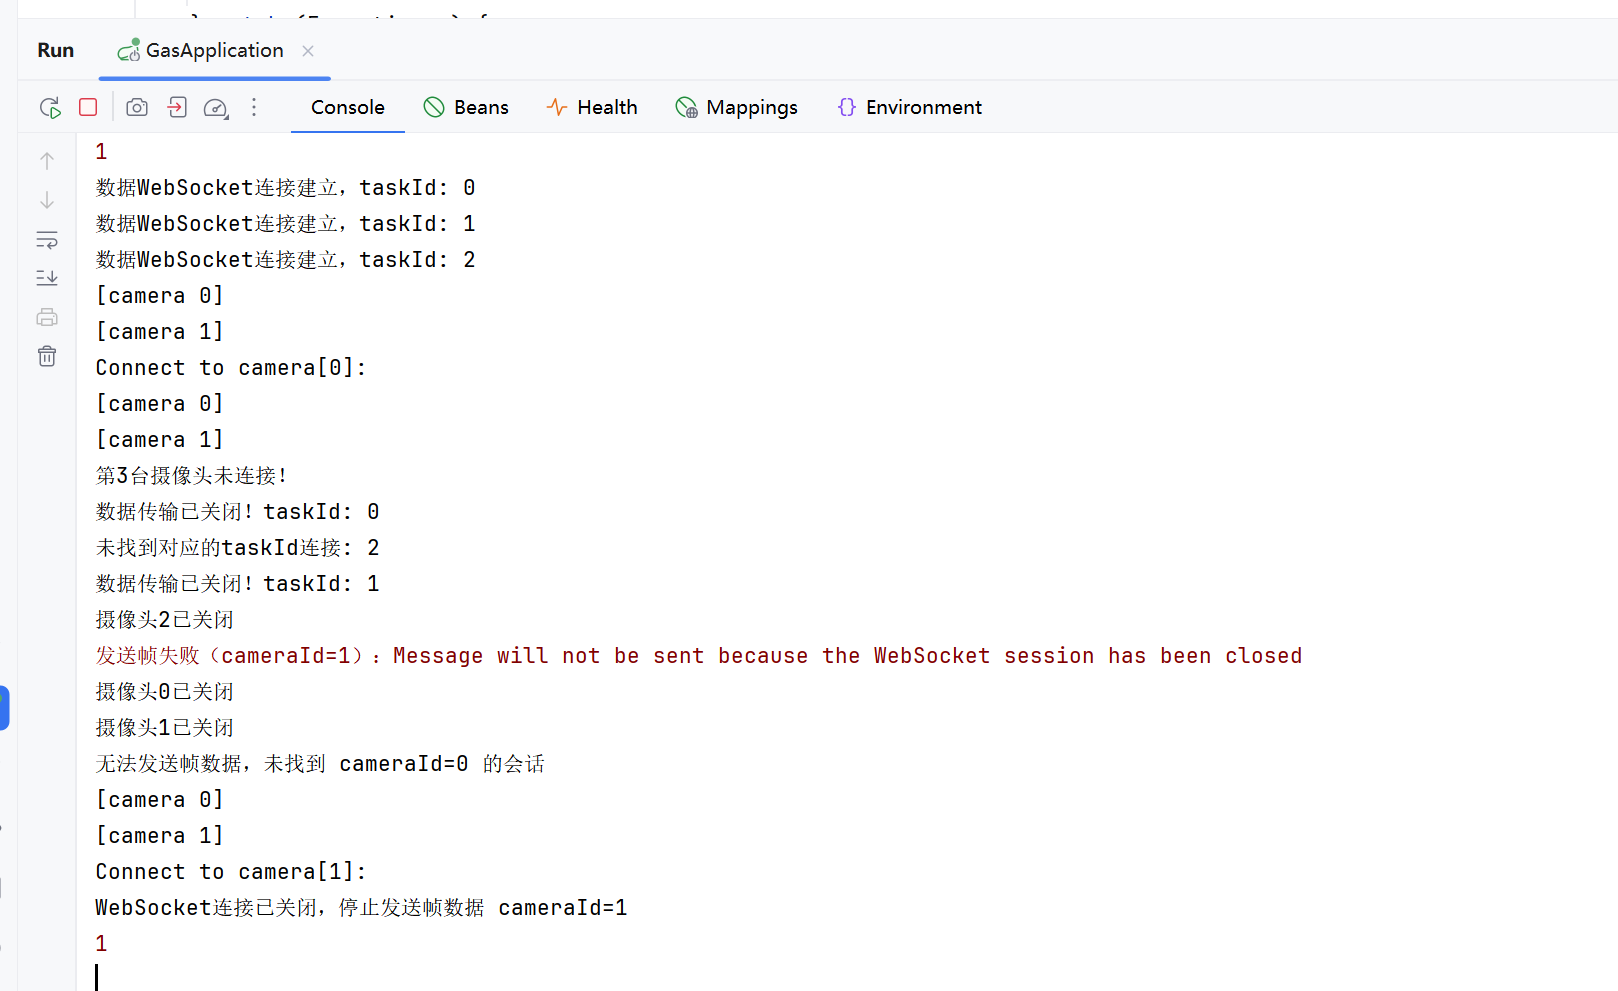 Run GasApplication
Console Beans Health Mappings Environment
1
数据WebSocket连接建立，taskId: 0
数据WebSocket连接建立，taskId: 1
数据WebSocket连接建立，taskId: 2
[camera 0]
[camera 1]
Connect to camera[0]:
[camera 0]
[camera 1]
第3台摄像头未连接！
数据传输已关闭！taskId: 0
未找到对应的taskId连接: 2
数据传输已关闭！taskId: 1
摄像头2已关闭
发送帧失败（cameraId=1）：Message will not be sent because the WebSocket session has been closed
摄像头0已关闭
摄像头1已关闭
无法发送帧数据，未找到 cameraId=0 的会话
[camera 0]
[camera 1]
Connect to camera[1]:
WebSocket连接已关闭，停止发送帧数据 cameraId=1
1